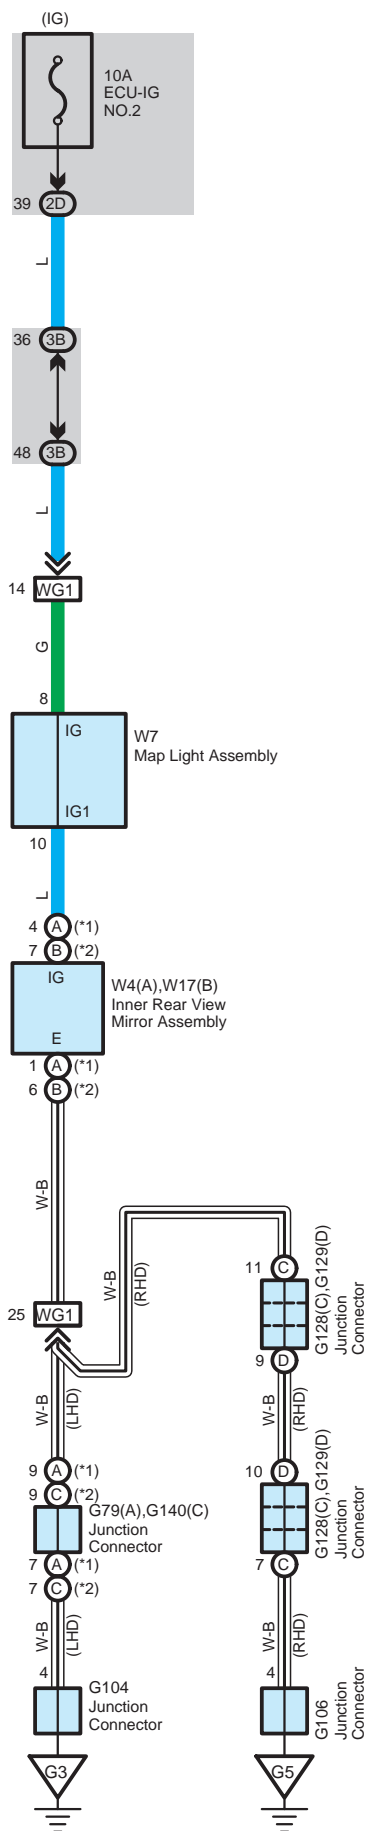 (IG)
10A
ECU-IG
NO.2
39 2D
L
36 3B
48 3B
L
14 WG1
G
8
IG
W7
Map Light Assembly
IG1
10
L
4 A (*1)
7 B (*2)
IG
W4(A),W17(B)
Inner Rear View
Mirror Assembly
E
1 A (*1)
6 B (*2)
W-B
W-B
(RHD)
11 C
G128(C),G129(D)
Junction
Connector
25 WG1
9 D
W-B
(LHD)
W-B
(RHD)
9 A (*1)
9 C (*2)
10 D
G79(A),G140(C)
Junction
Connector
G128(C),G129(D)
Junction
Connector
7 A (*1)
7 C (*2)
7 C
W-B
(LHD)
W-B
(RHD)
4
4
G104
Junction
Connector
G106
Junction
Connector
G3
G5